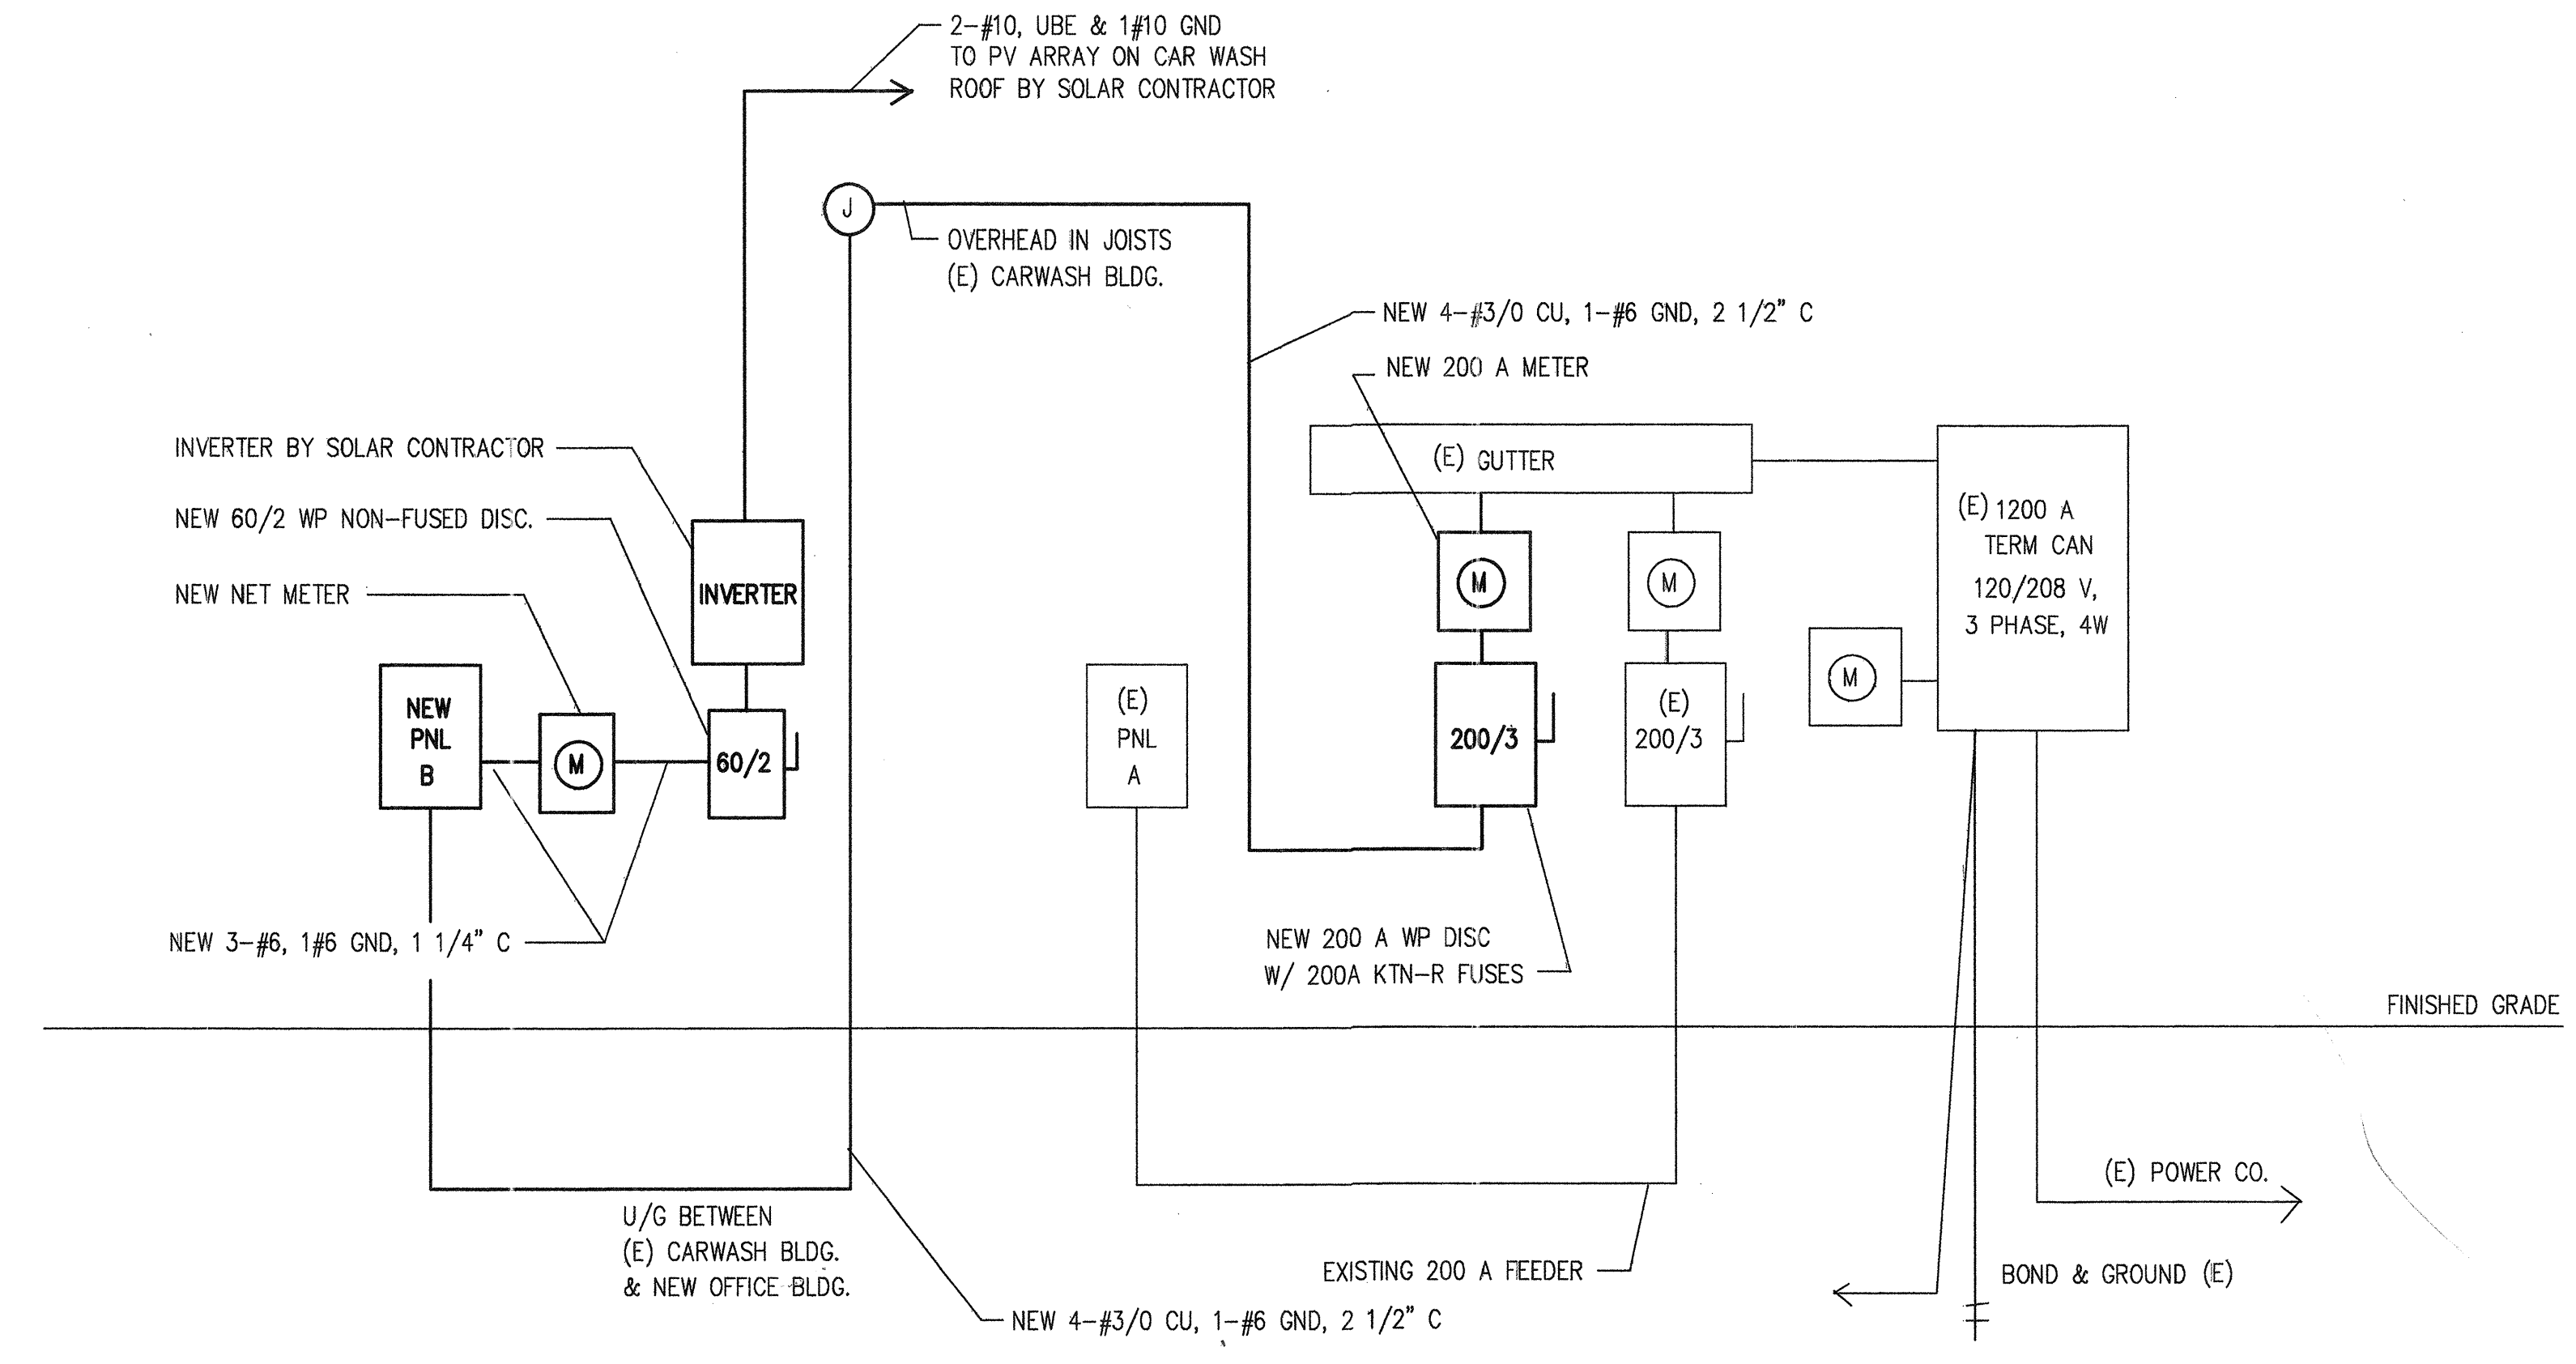 2-#10, UBE & 1#10 GND
TO PV ARRAY ON CAR WASH
ROOF BY SOLAR CONTRACTOR
J
OVERHEAD IN JOISTS
(E) CARWASH BLDG.
NEW 4-#3/0 CU, 1-#6 GND, 2 1/2" C
NEW 200 A METER
INVERTER BY SOLAR CONTRACTOR
NEW 60/2 WP NON-FUSED DISC.
NEW NET METER
INVERTER
NEW
PNL
B
M
60/2
NEW 3-#6, 1#6 GND, 1 1/4" C
(E)
PNL
A
(E) GUTTER
M
M
200/3
(E)
200/3
M
(E) 1200 A
TERM CAN
120/208 V,
3 PHASE, 4W
NEW 200 A WP DISC
W/ 200A KTN-R FUSES
FINISHED GRADE
U/G BETWEEN
(E) CARWASH BLDG.
& NEW OFFICE BLDG.
NEW 4-#3/0 CU, 1-#6 GND, 2 1/2" C
EXISTING 200 A FEEDER
(E) POWER CO.
BOND & GROUND (E)